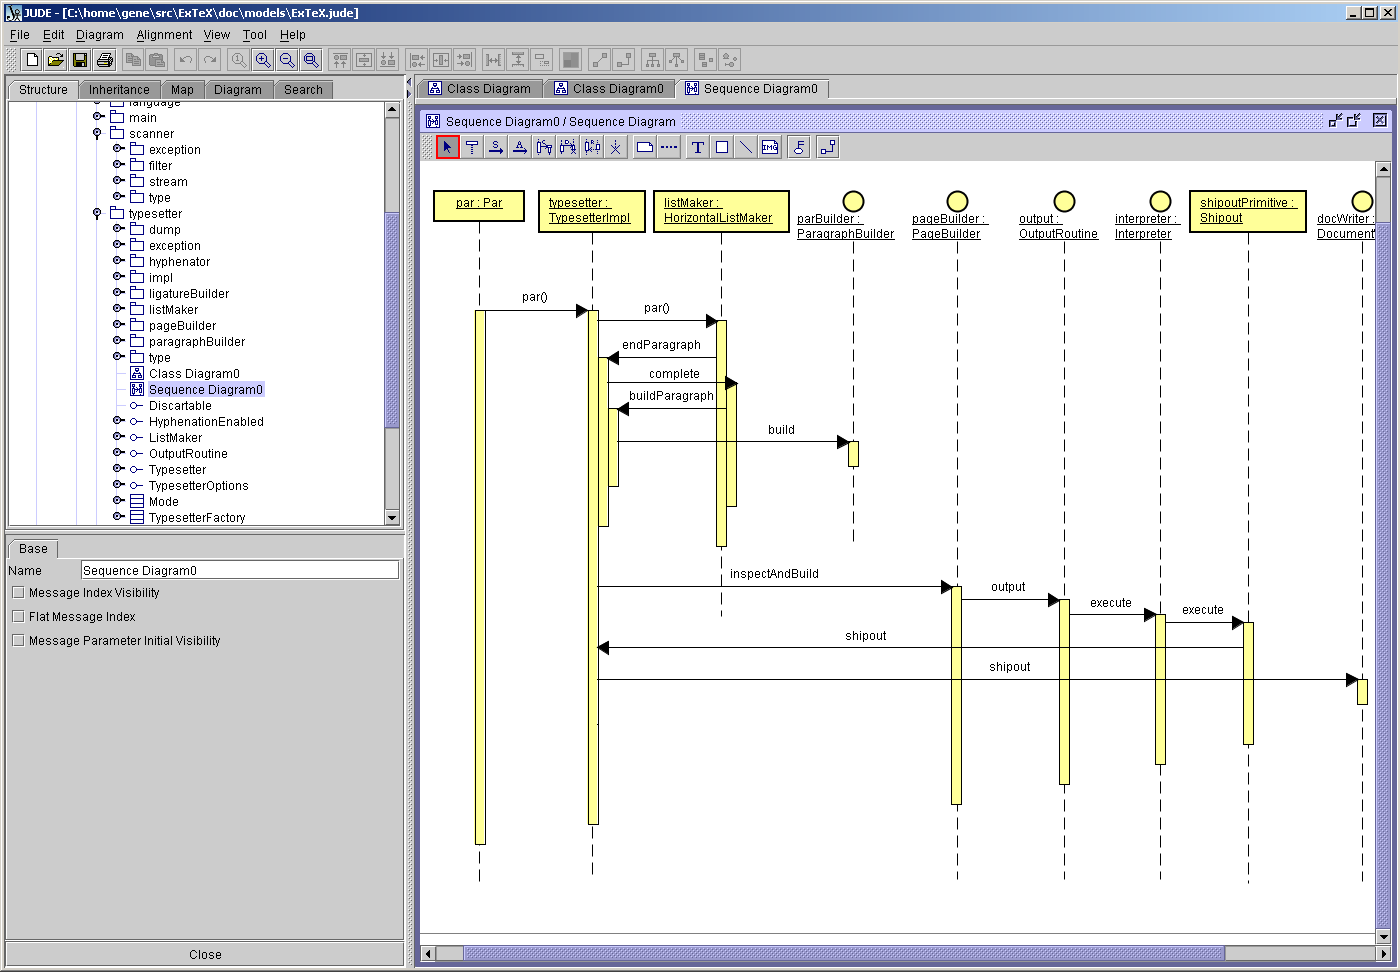 JUDE - [C:\home\gene\src\ExTeX\doc\models\ExTeX.jude]
File Edit Diagram Alignment View Tool Help
Structure Inheritance Map Diagram Search
language
main
scanner
exception
filter
stream
type
typesetter
dump
exception
hyphenator
impl
ligatureBuilder
listMaker
pageBuilder
paragraphBuilder
type
Class Diagram0
Sequence Diagram0
Discartable
HyphenationEnabled
ListMaker
OutputRoutine
Typesetter
TypesetterOptions
Mode
TypesetterFactory
Base
Name Sequence Diagram0
Message Index Visibility
Flat Message Index
Message Parameter Initial Visibility
Close
Class Diagram Class Diagram0 Sequence Diagram0
Sequence Diagram0 / Sequence Diagram
S A T IMG
par : Par
typesetter :
TypesetterImpl
listMaker :
HorizontalListMaker
parBuilder :
ParagraphBuilder
pageBuilder :
PageBuilder
output :
OutputRoutine
interpreter :
Interpreter
shipoutPrimitive :
Shipout
docWriter :
Document
par()
par()
endParagraph
complete
buildParagraph
build
inspectAndBuild
output
execute
execute
shipout
shipout